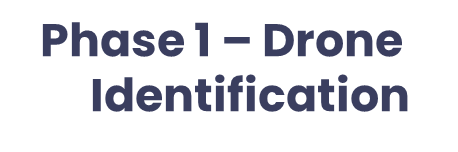 Phase 1 – Drone
Identification